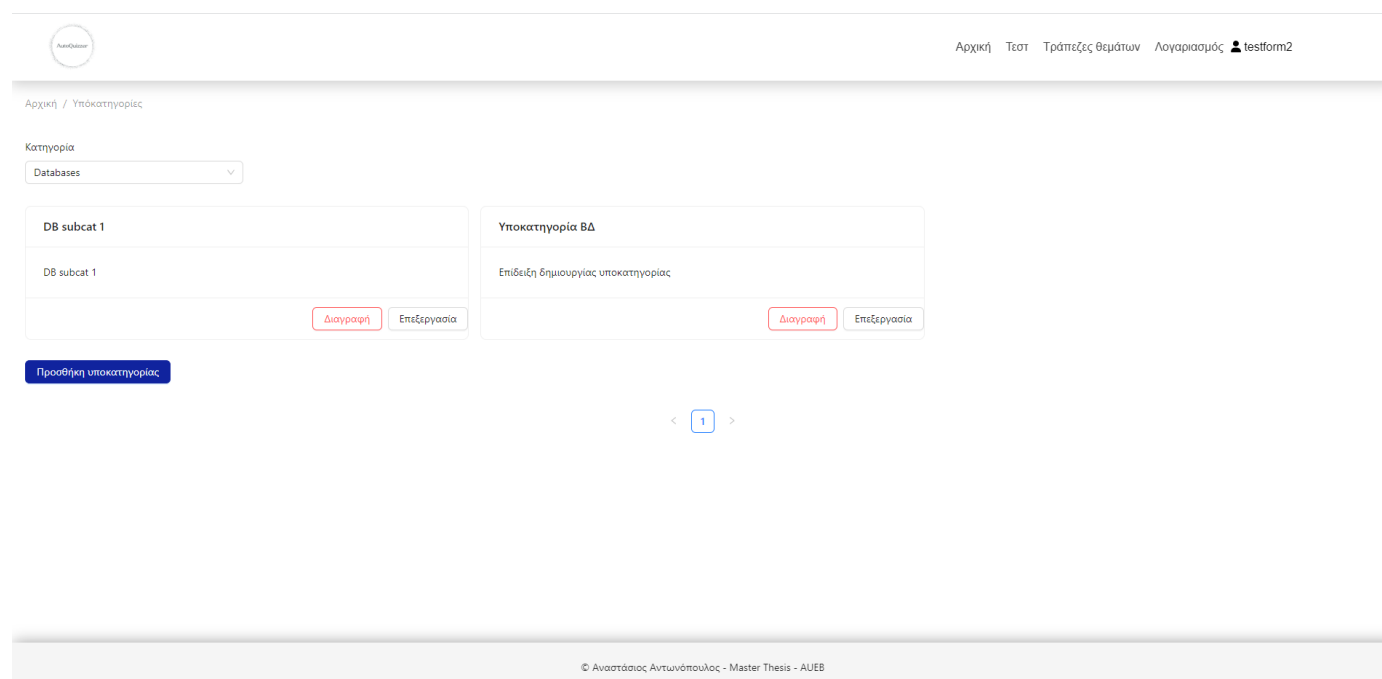 AutoQuizzer
Αρχική Τεστ Τράπεζες θεμάτων Λογαριασμός testform2
Αρχική / Υπόκατηγορίες
Κατηγορία
Databases
DB subcat 1
DB subcat 1
Διαγραφή Επεξεργασία
Υποκατηγορία ΒΔ
Επίδειξη δημιουργίας υποκατηγορίας
Διαγραφή Επεξεργασία
Προσθήκη υποκατηγορίας
< 1 >
© Αναστάσιος Αντωνόπουλος - Master Thesis - AUEB